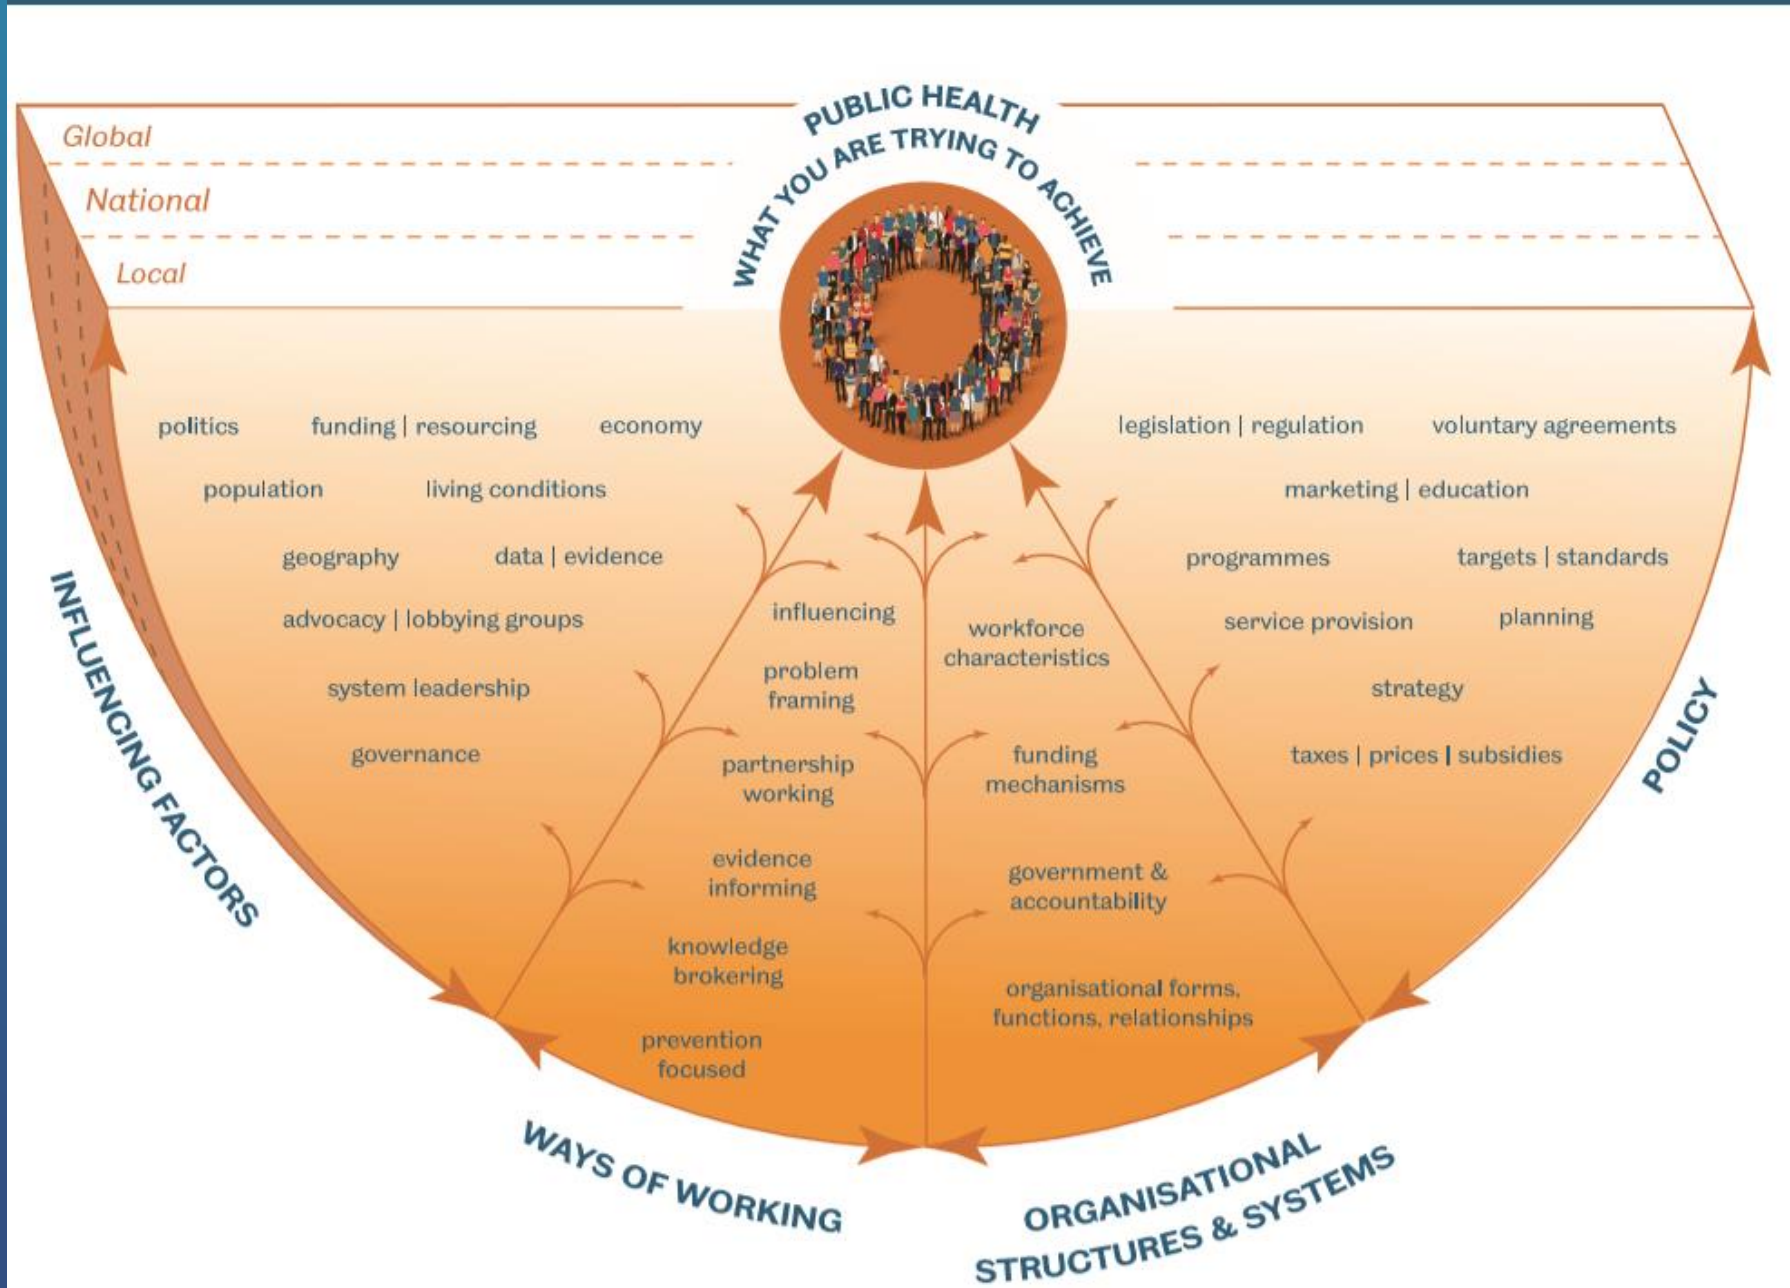 PUBLIC HEALTH
WHAT YOU ARE TRYING TO ACHIEVE
Global
National
Local
politics
funding | resourcing
economy
population
living conditions
geography
data | evidence
advocacy | lobbying groups
system leadership
governance
INFLUENCING FACTORS
influencing
problem
framing
partnership
working
evidence
informing
knowledge
brokering
prevention
focused
WAYS OF WORKING
workforce
characteristics
funding
mechanisms
government &
accountability
organisational forms,
functions, relationships
ORGANISATIONAL
STRUCTURES & SYSTEMS
legislation | regulation
voluntary agreements
marketing | education
programmes
targets | standards
service provision
planning
strategy
taxes | prices | subsidies
POLICY